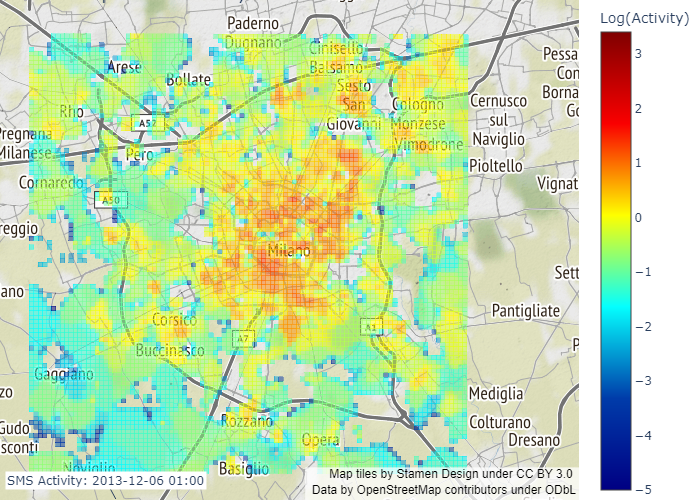 Paderno
Dugnano
Cinisello
Balsamo
Arese
Bollate
Sesto
San
Giovanni
Cologno
Monzese
Vimodrone
Cernusco
sul
Naviglio
Pioltello
Pessa
Con
Borna
Go
Vignat
Rho
A52
Pregnana
Milanese
Pero
Cornaredo
A50
reggio
Milano
ano
Sett
Pantigliate
P
Corsico
A7
A1
Buccinasco
Gaggiano
zo
Mediglia
Rozzano
Colturano
Dresano
Gudo
sconti
Opera
Noviglio
Basiglio
SMS Activity: 2013-12-06 01:00
Map tiles by Stamen Design under CC BY 3.0
Data by OpenStreetMap contributors under ODbL
Log(Activity)
3
2
1
0
−1
−2
−3
−4
−5